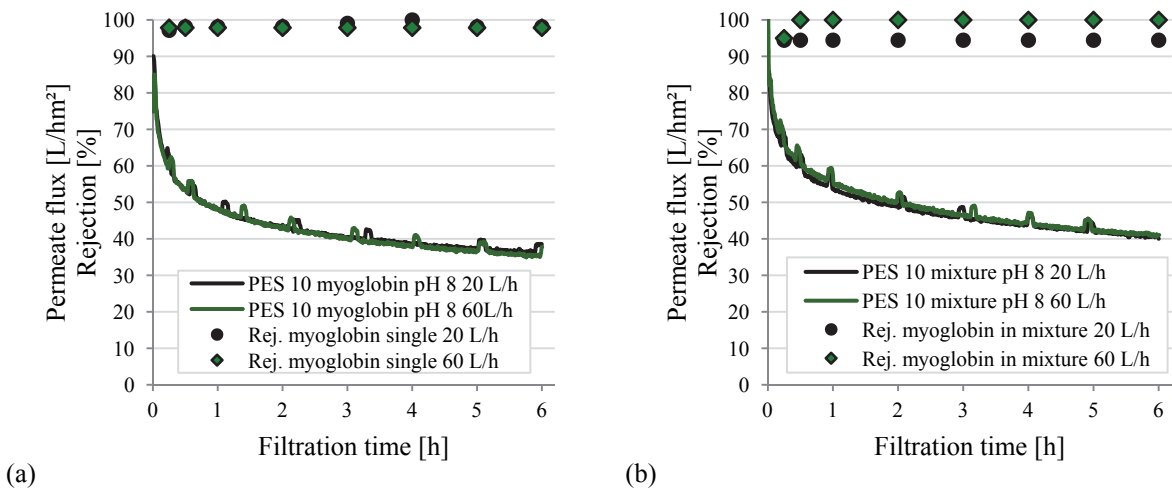 Permeate flux [L/hm²]
Rejection [%]
100
90
80
70
60
50
40
30
20
10
0
PES 10 myoglobin pH 8 20 L/h
PES 10 myoglobin pH 8 60L/h
Rej. myoglobin single 20 L/h
Rej. myoglobin single 60 L/h
0 1 2 3 4 5 6
Filtration time [h]
(a)
Permeate flux [L/hm²]
Rejection [%]
100
90
80
70
60
50
40
30
20
10
0
PES 10 mixture pH 8 20 L/h
PES 10 mixture pH 8 60 L/h
Rej. myoglobin in mixture 20 L/h
Rej. myoglobin in mixture 60 L/h
0 1 2 3 4 5 6
Filtration time [h]
(b)